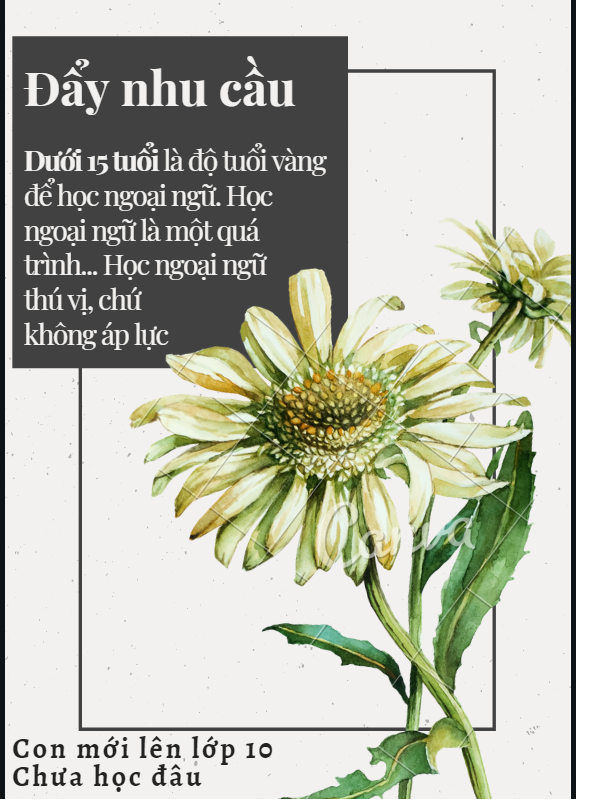 Đẩy nhu cầu
Dưới 15 tuổi là độ tuổi vàng
để học ngoại ngữ. Học
ngoại ngữ là một quá
trình... Học ngoại ngữ
thú vị, chứ
không áp lực
Canva
Con mới lên lớp 10
Chưa học đâu